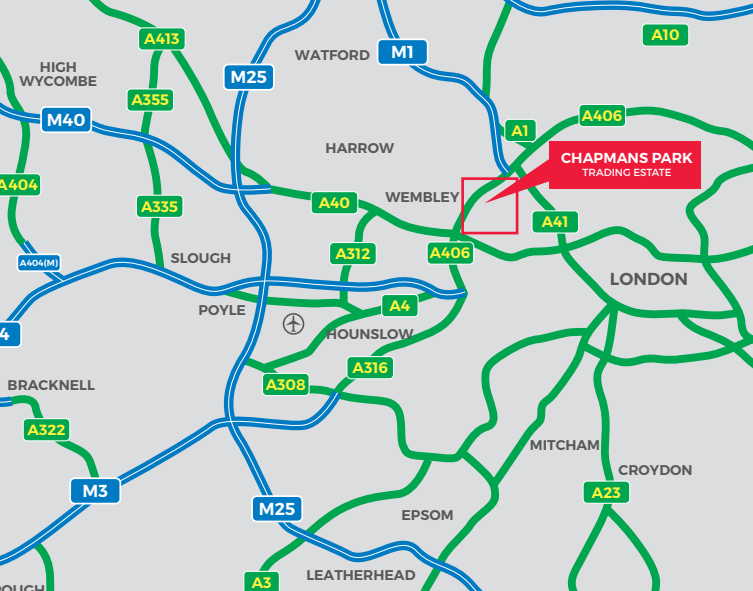 A413
A10
WATFORD
M1
HIGH
WYCOMBE
M25
A355
M40
A406
A1
HARROW
CHAPMANS PARK
TRADING ESTATE
A404
A335
A40
WEMBLEY
A41
A312
A406
A404(M)
SLOUGH
LONDON
POYLE
A4
4
HOUNSLOW
A316
BRACKNELL
A308
A322
MITCHAM
CROYDON
M3
A23
M25
EPSOM
LEATHERHEAD
A3
OUGH